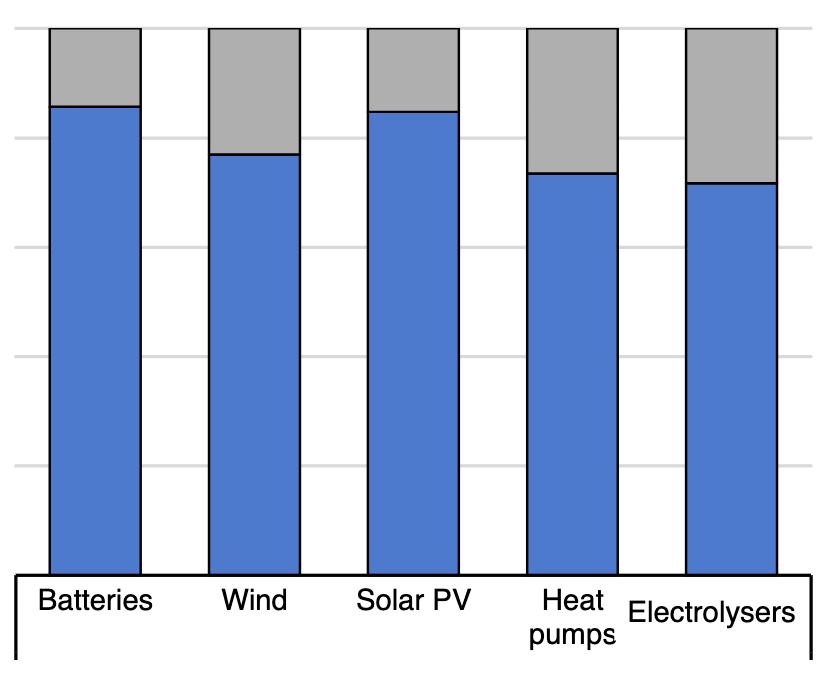 Batteries
Wind
Solar PV
Heat
pumps
Electrolysers